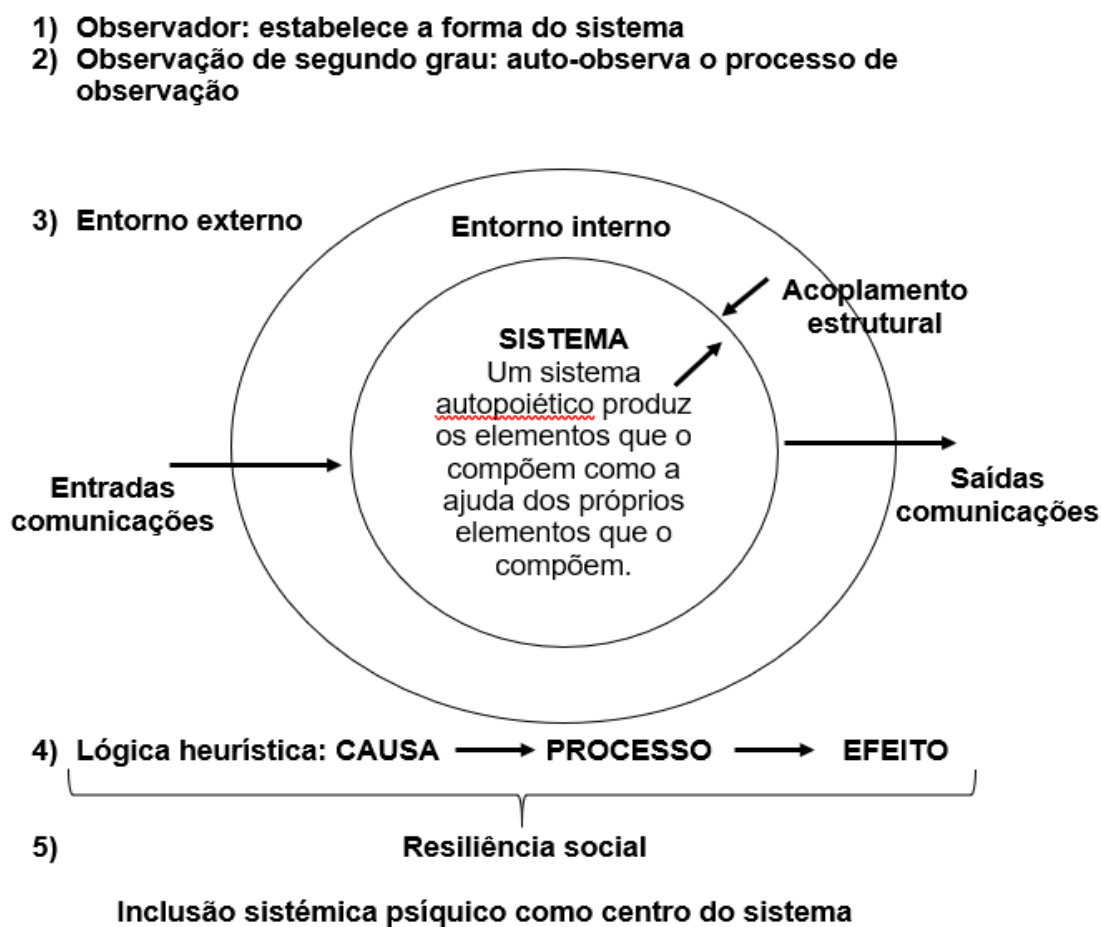 1) Observador: estabelece a forma do sistema
2) Observação de segundo grau: auto-observa o processo de
observação
3) Entorno externo
Entorno interno
Acoplamento
estrutural
SISTEMA
Um sistema
autopoiético produz
os elementos que o
compõem como a
ajuda dos próprios
elementos que o
compõem.
Entradas
comunicações
Saídas
comunicações
4) Lógica heurística: CAUSA PROCESSO EFEITO
5) Resiliência social
Inclusão sistémica psíquico como centro do sistema